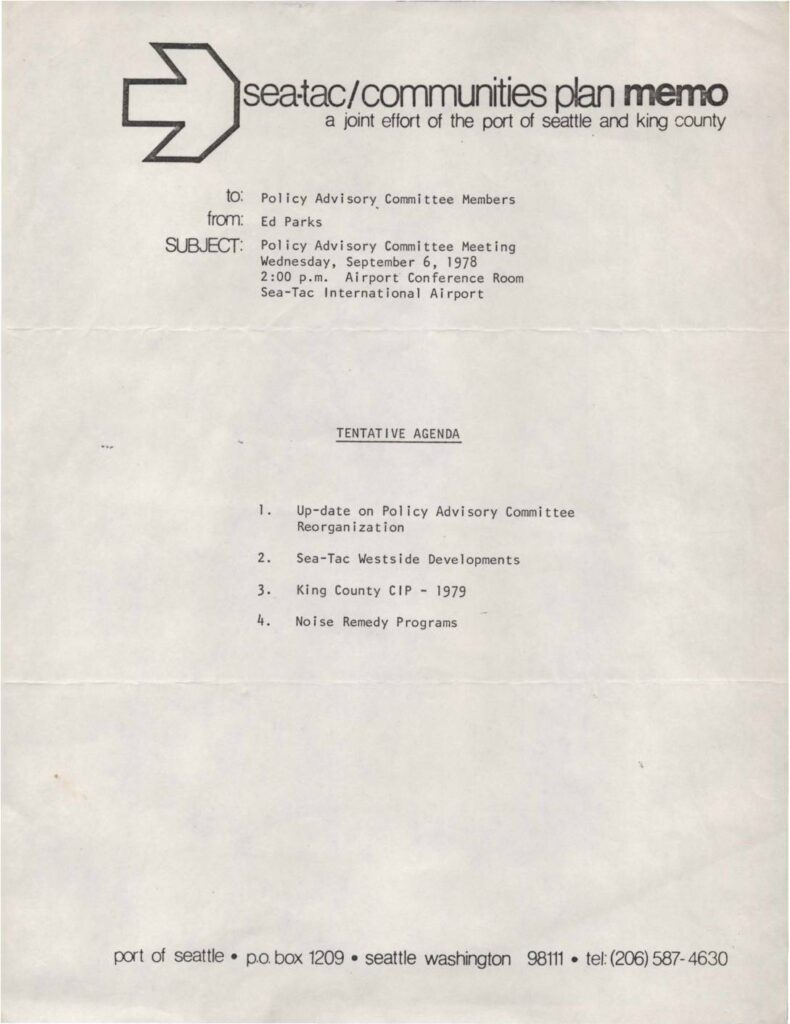 sea-tac/communities plan memo
a joint effort of the port of seattle and king county
to: Policy Advisory Committee Members
from: Ed Parks
SUBJECT: Policy Advisory Committee Meeting
Wednesday, September 6, 1978
2:00 p.m. Airport Conference Room
Sea-Tac International Airport
TENTATIVE AGENDA
1. Up-date on Policy Advisory Committee
Reorganization
2. Sea-Tac Westside Developments
3. King County CIP - 1979
4. Noise Remedy Programs
port of seattle • p.o. box 1209 • seattle washington 98111 • tel: (206) 587-4630